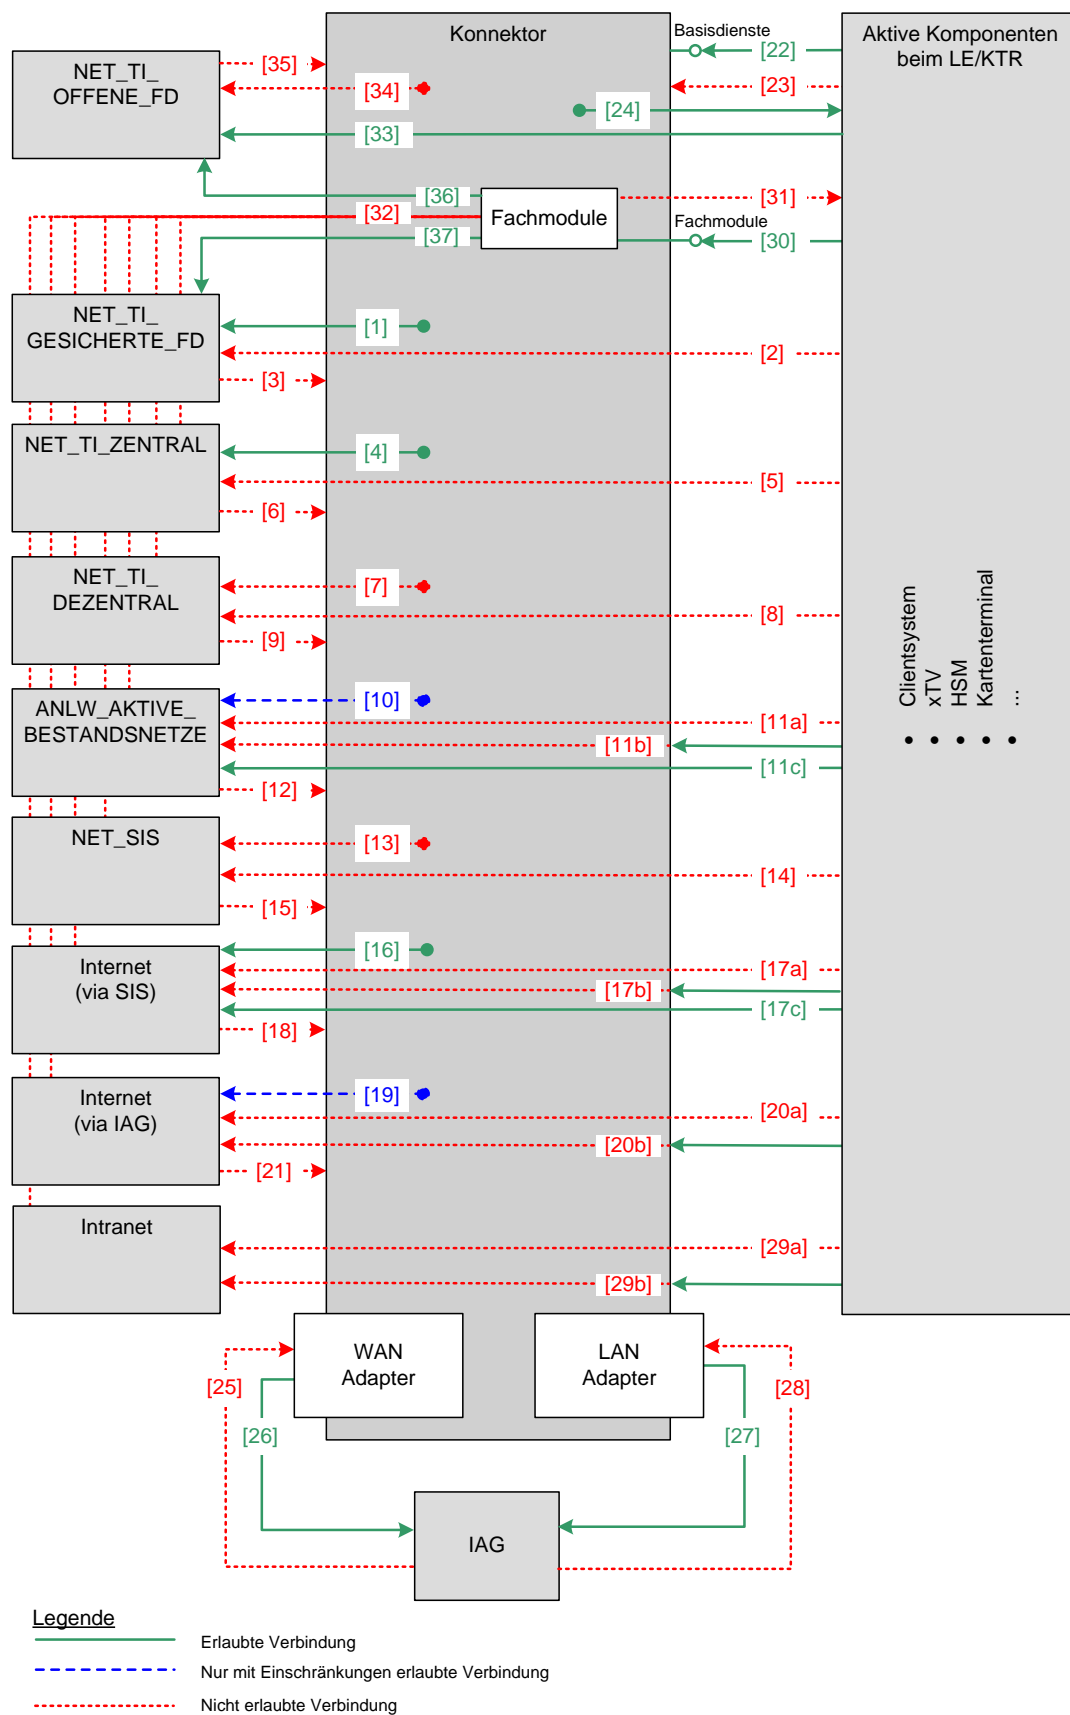 Konnektor
Basisdienste
Aktive Komponenten
beim LE/KTR
[22]
[23]
[24]
NET_TI_
OFFENE_FD
[35]
[34]
[33]
[36]
[32]
[37]
Fachmodule
[31]
Fachmodule
[30]
NET_TI_
GESICHERTE_FD
[1]
[2]
[3]
NET_TI_ZENTRAL
[4]
[5]
[6]
NET_TI_
DEZENTRAL
[7]
[8]
[9]
• Clientsystem
• xTV
• HSM
• Kartenterminal
• ...
ANLW_AKTIVE_
BESTANDSNETZE
[10]
[11a]
[11b]
[11c]
[12]
NET_SIS
[13]
[14]
[15]
Internet
(via SIS)
[16]
[17a]
[17b]
[17c]
[18]
Internet
(via IAG)
[19]
[20a]
[20b]
[21]
Intranet
[29a]
[29b]
WAN
Adapter
LAN
Adapter
[25]
[26]
[27]
[28]
IAG
Legende
Erlaubte Verbindung
Nur mit Einschränkungen erlaubte Verbindung
Nicht erlaubte Verbindung